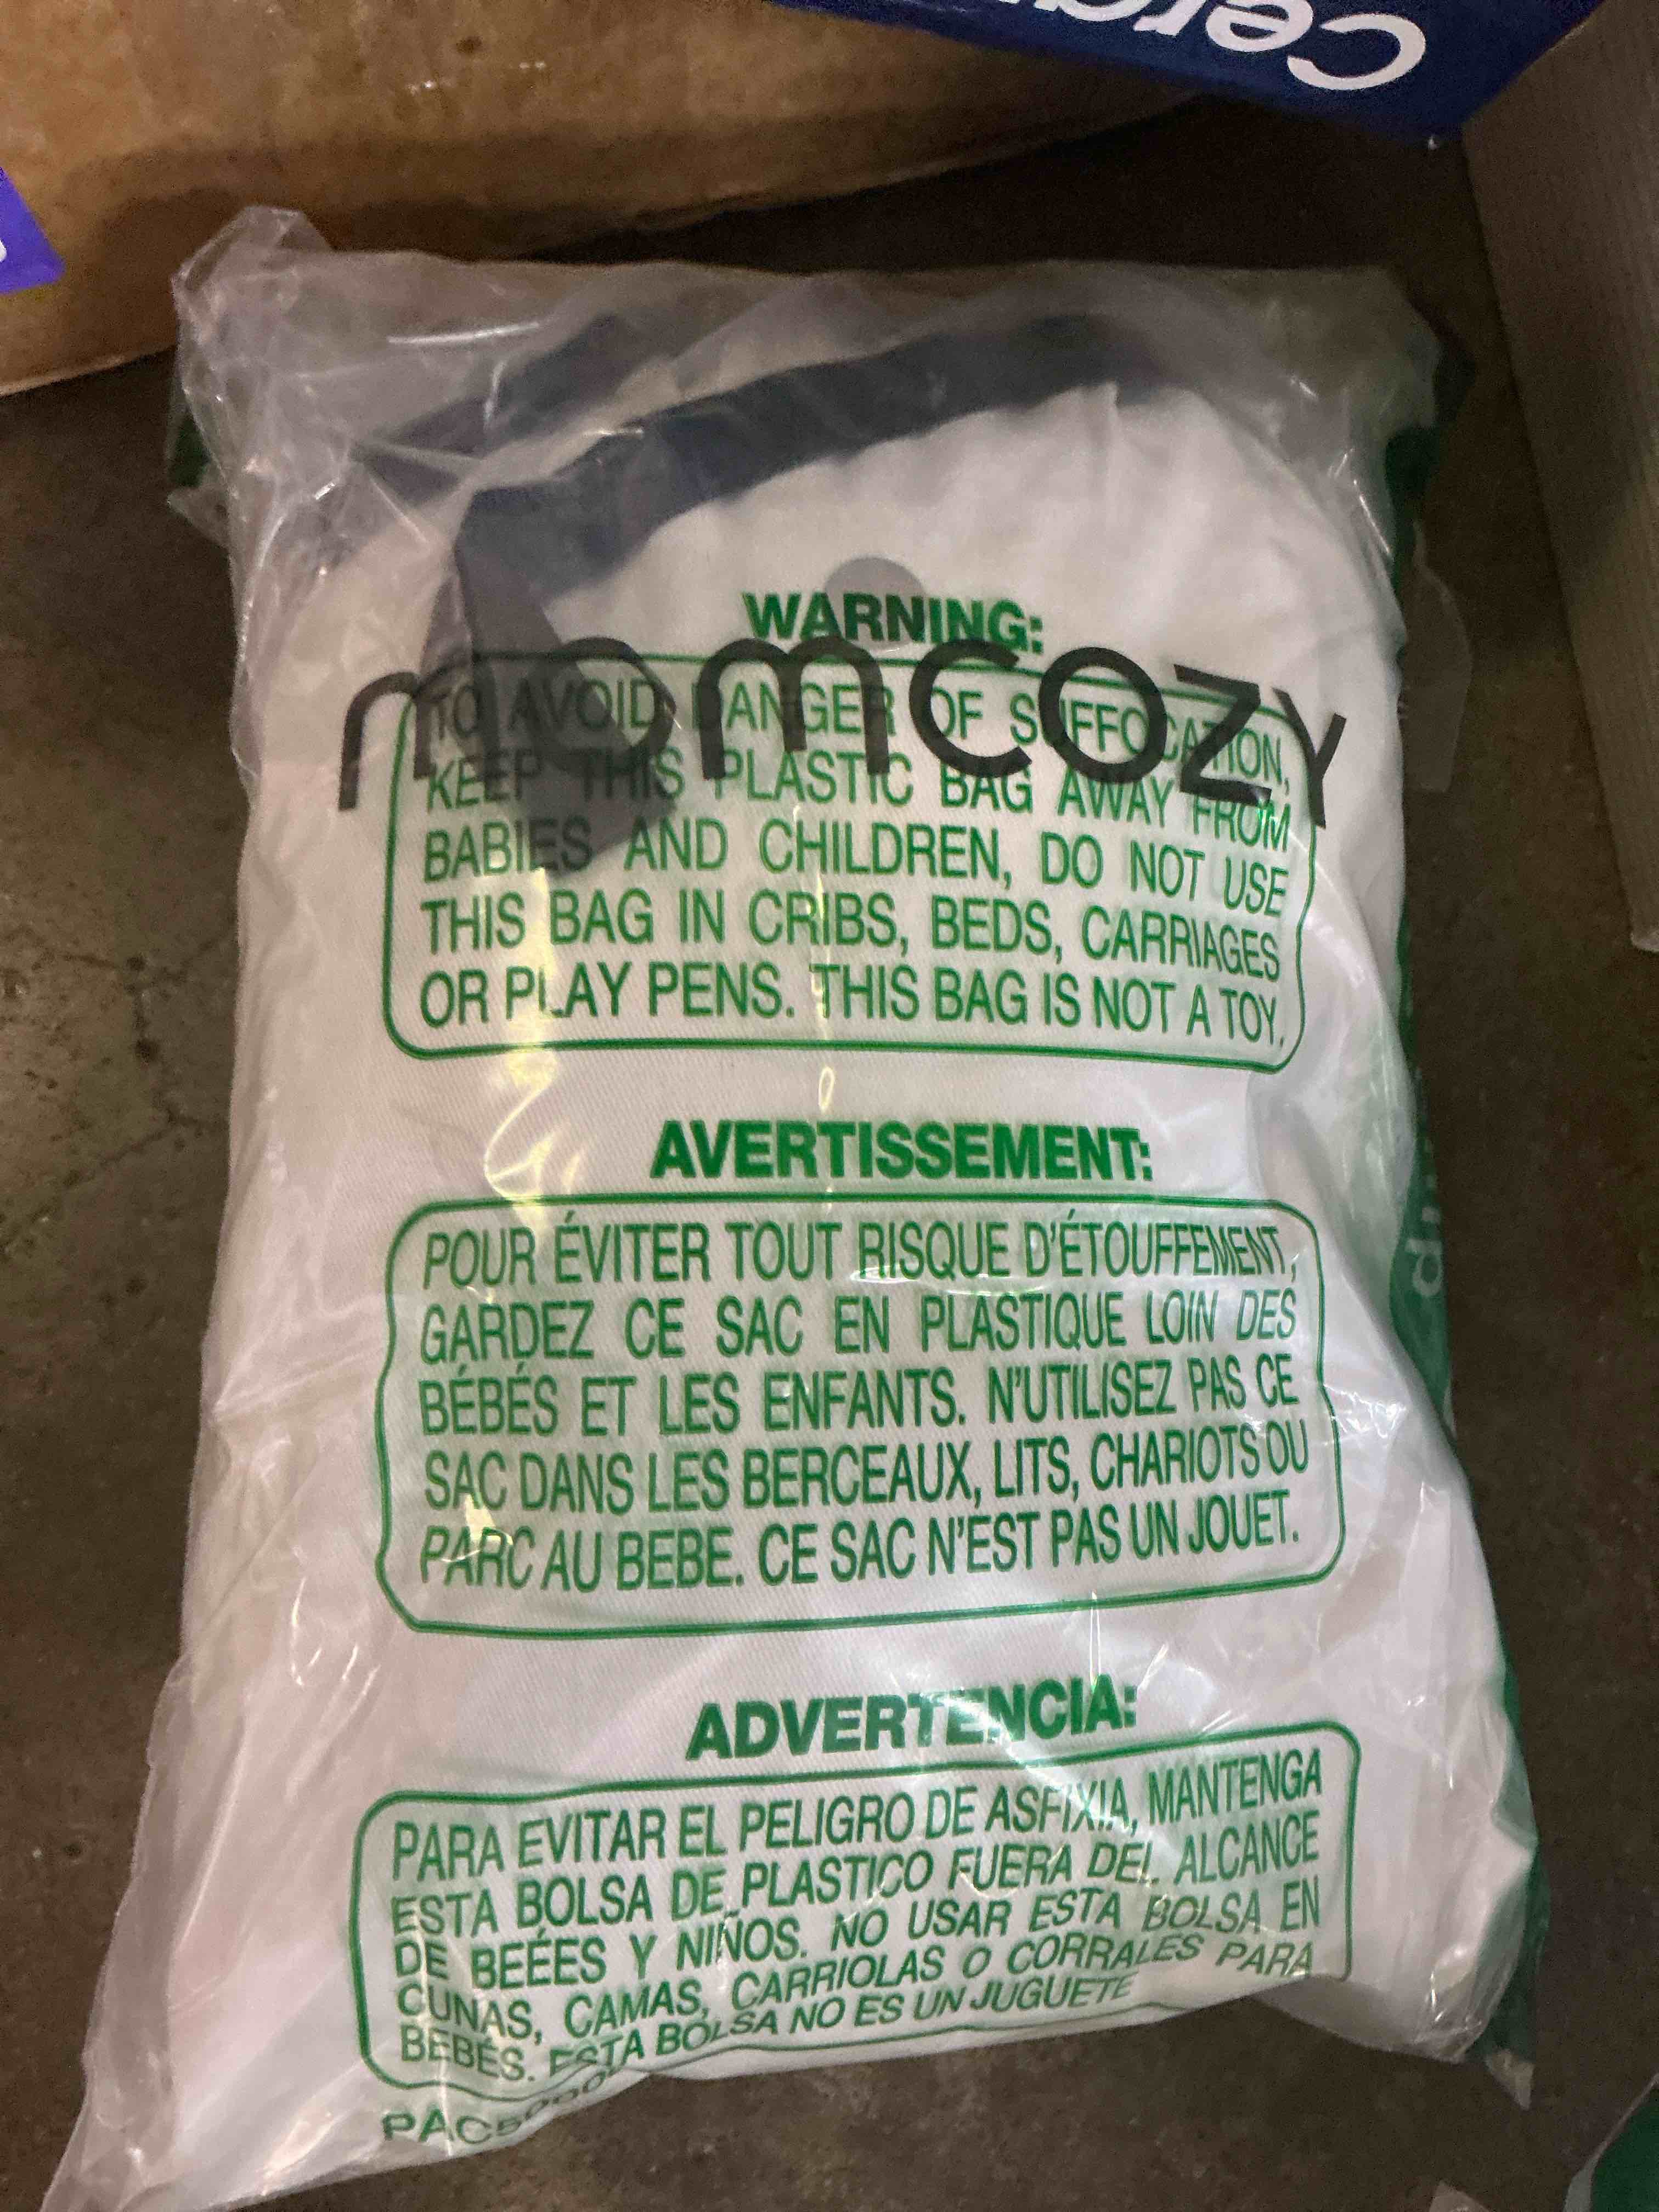 WARNING:
momcozy
TO AVOID DANGER OF SUFFOCATION,
KEEP THIS PLASTIC BAG AWAY FROM
BABIES AND CHILDREN, DO NOT USE
THIS BAG IN CRIBS, BEDS, CARRIAGES
OR PLAY PENS. THIS BAG IS NOT A TOY.
AVERTISSEMENT:
POUR ÉVITER TOUT RISQUE D'ÉTOUFFEMENT,
GARDEZ CE SAC EN PLASTIQUE LOIN DES
BÉBÉS ET LES ENFANTS. N'UTILISEZ PAS CE
SAC DANS LES BERCEAUX, LITS, CHARIOTS OU
PARC AU BEBE. CE SAC N'EST PAS UN JOUET.
ADVERTENCIA:
PARA EVITAR EL PELIGRO DE ASFIXIA, MANTENGA
ESTA BOLSA DE PLASTICO FUERA DEL ALCANCE
DE BEÉES Y NIÑOS. NO USAR ESTA BOLSA EN
CUNAS, CAMAS, CARRIOLAS O CORRALES PARA
BEBÉS. ESTA BOLSA NO ES UN JUGUETE